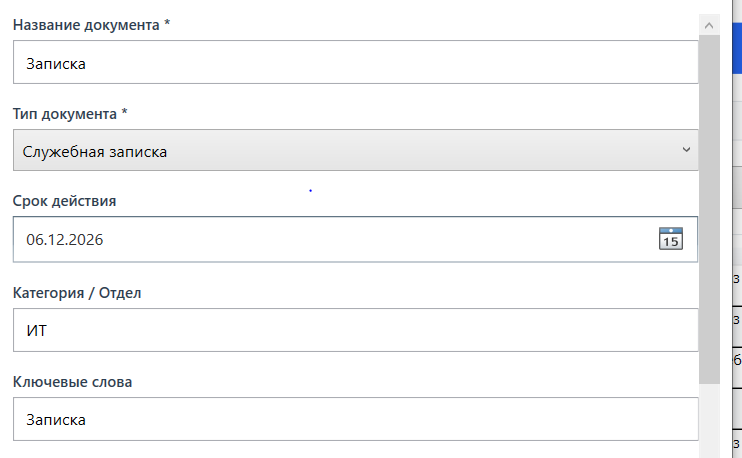 Название документа *
Записка
Тип документа *
Служебная записка
Срок действия
06.12.2026
15
Категория / Отдел
ИТ
Ключевые слова
Записка